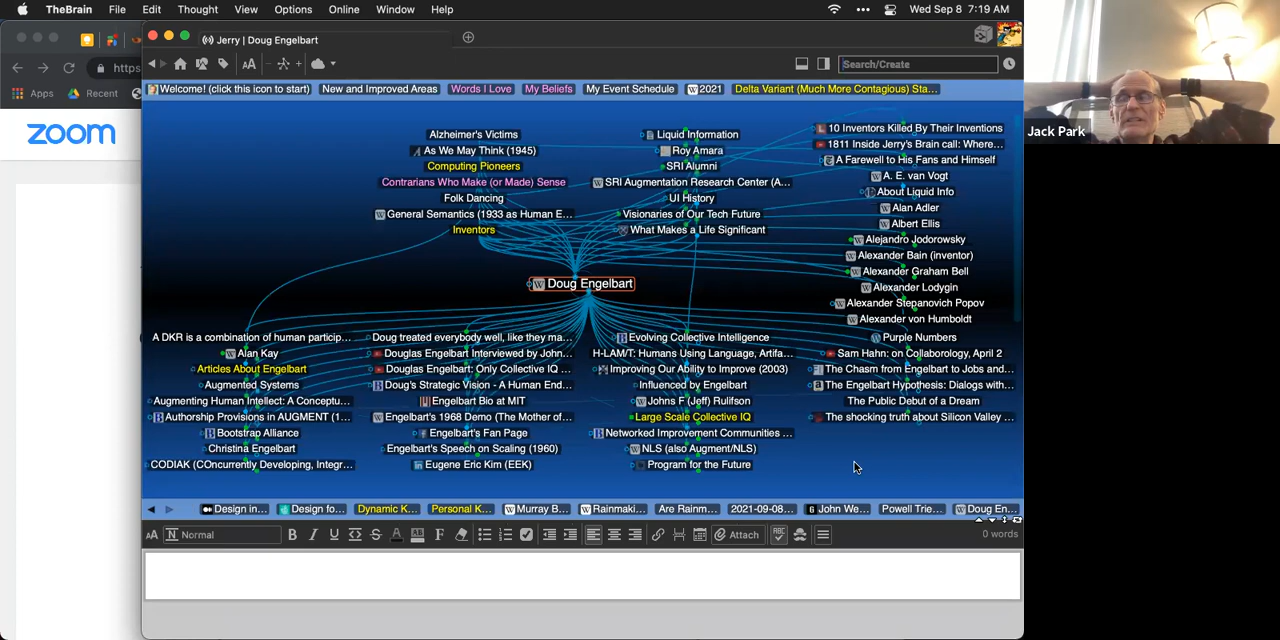 TheBrain File Edit Thought View Options Online Window Help Wed Sep 8 7:19 AM
Jerry | Doug Engelbart
https
Search/Create
Apps Recent
Welcome! (click this icon to start) New and Improved Areas Words I Love My Beliefs My Event Schedule 2021 Delta Variant (Much More Contagious) Sta...
zoom
Jack Park
Alzheimer's Victims
As We May Think (1945)
Computing Pioneers
Contrarians Who Make (or Made) Sense
Folk Dancing
General Semantics (1933 as Human E...
Inventors
Liquid Information
Roy Amara
SRI Alumni
SRI Augmentation Research Center (A...
UI History
Visionaries of Our Tech Future
What Makes a Life Significant
10 Inventors Killed By Their Inventions
1811 Inside Jerry's Brain call: Where...
A Farewell to His Fans and Himself
A. E. van Vogt
About Liquid Info
Alan Adler
Albert Ellis
Alejandro Jodorowsky
Alexander Bain (inventor)
Alexander Graham Bell
Alexander Lodygin
Alexander Stepanovich Popov
Alexander von Humboldt
Doug Engelbart
A DKR is a combination of human particip...
Alan Kay
Articles About Engelbart
Augmented Systems
Augmenting Human Intellect: A Conceptu...
Authorship Provisions in AUGMENT (1...
Bootstrap Alliance
Christina Engelbart
CODIAK (COncurrently Developing, Integr...
Doug treated everybody well, like they ma...
Douglas Engelbart Interviewed by John...
Douglas Engelbart: Only Collective IQ ...
Doug's Strategic Vision - A Human End...
Engelbart Bio at MIT
Engelbart's 1968 Demo (The Mother of...
Engelbart's Fan Page
Engelbart's Speech on Scaling (1960)
Eugene Eric Kim (EEK)
Evolving Collective Intelligence
H-LAM/T: Humans Using Language, Artifa...
Improving Our Ability to Improve (2003)
Influenced by Engelbart
Johns F (Jeff) Rulifson
Large Scale Collective IQ
Networked Improvement Communities ...
NLS (also Augment/NLS)
Program for the Future
Purple Numbers
Sam Hahn: on Collaborology, April 2
The Chasm from Engelbart to Jobs and...
The Engelbart Hypothesis: Dialogs with...
The Public Debut of a Dream
The shocking truth about Silicon Valley ...
Design in... Design fo... Dynamic K... Personal K... Murray B... Rainmaki... Are Rainm... 2021-09-08... John We... Powell Trie... Doug En...
AA N Normal B I U S A AB F Attach ABC 0 words